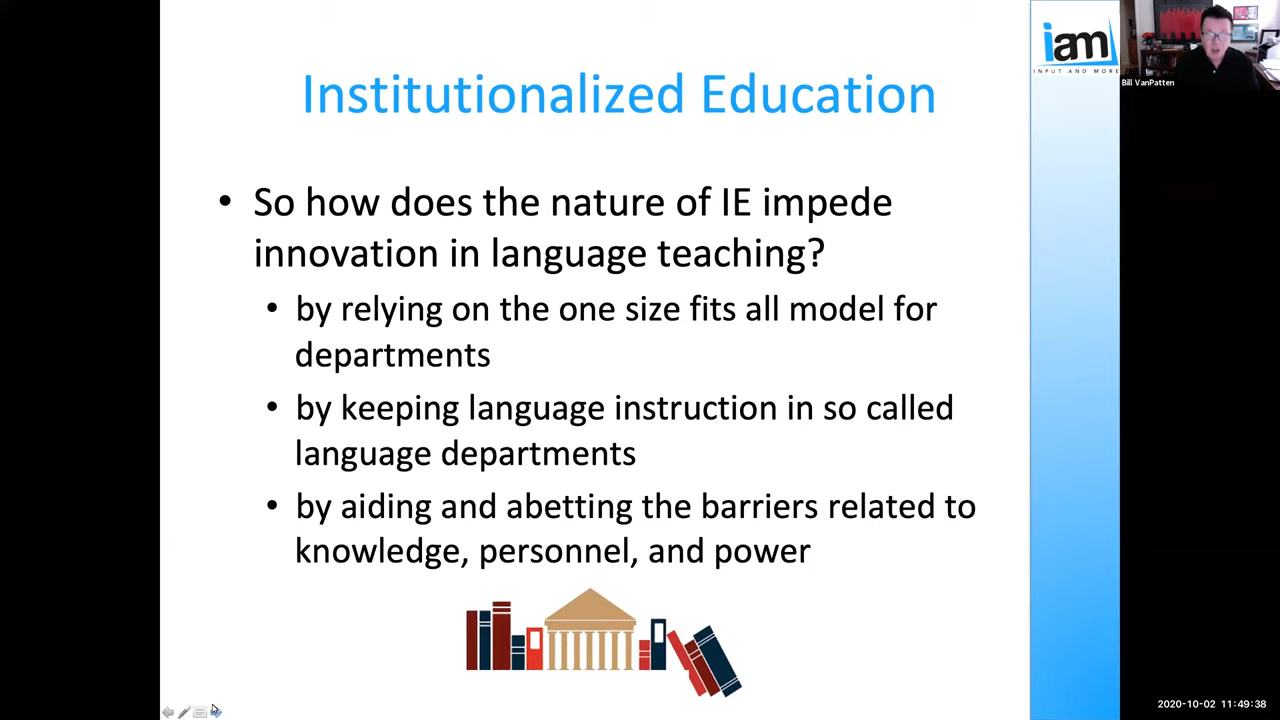 Institutionalized Education
• So how does the nature of IE impede
innovation in language teaching?
• by relying on the one size fits all model for
departments
• by keeping language instruction in so called
language departments
• by aiding and abetting the barriers related to
knowledge, personnel, and power
iam
INPUT AND MORE
Bill VanPatten
2020-10-02 11:49:38